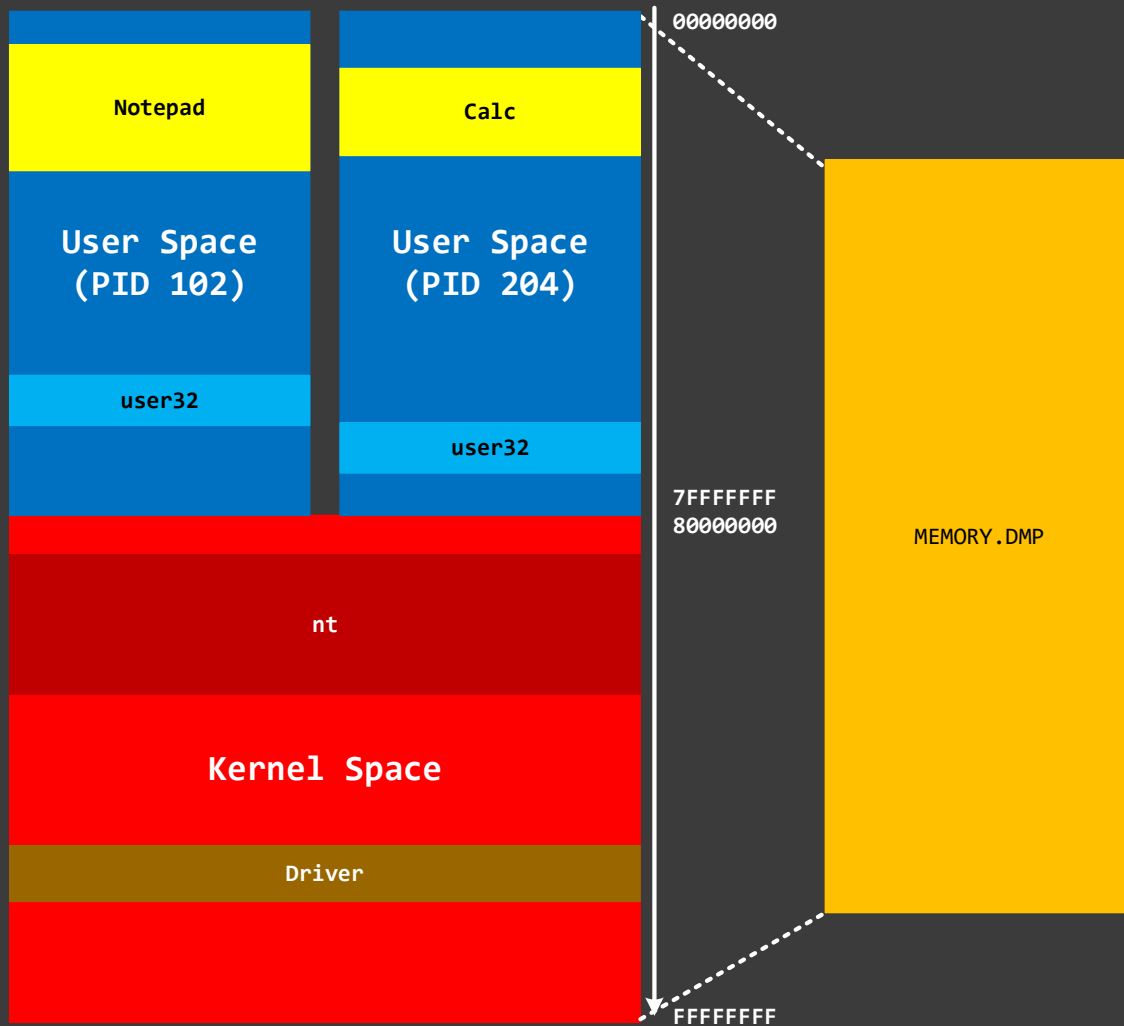 00000000
Notepad
Calc
User Space
(PID 102)
User Space
(PID 204)
user32
user32
7FFFFFFF
80000000
MEMORY.DMP
nt
Kernel Space
Driver
FFFFFFFF